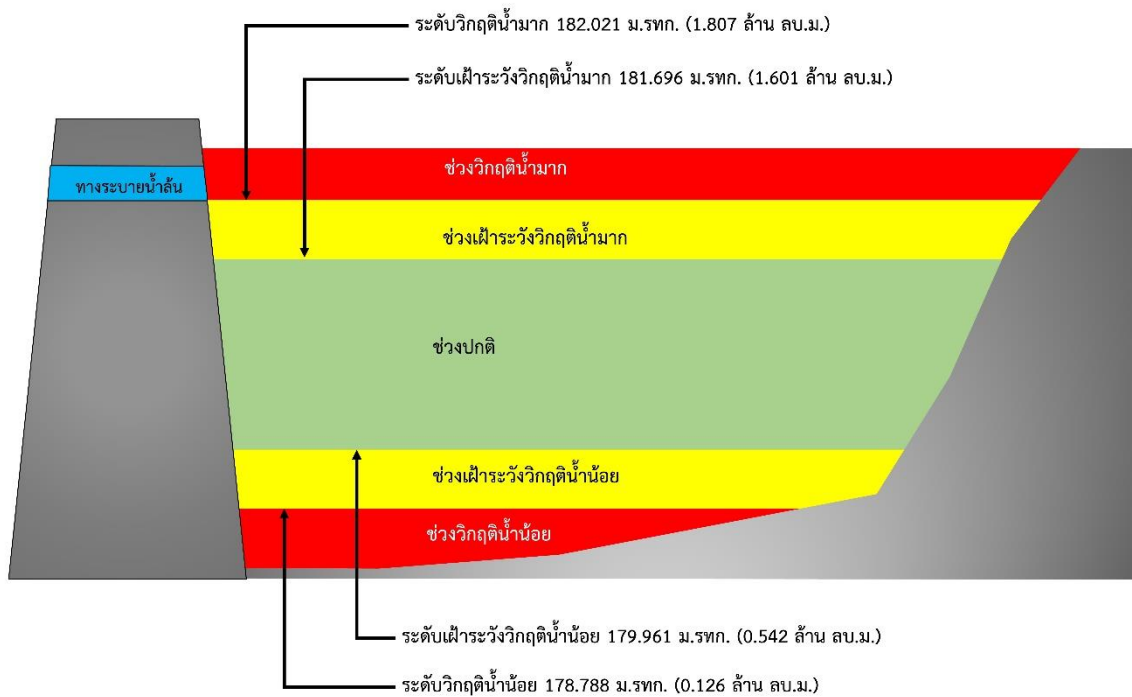 ระดับวิกฤติน้ำมาก 182.021 ม.รทก. (1.807 ล้าน ลบ.ม.)
ระดับเฝ้าระวังวิกฤติน้ำมาก 181.696 ม.รทก. (1.601 ล้าน ลบ.ม.)
ช่วงวิกฤติน้ำมาก
ทางระบายน้ำล้น
ช่วงเฝ้าระวังวิกฤติน้ำมาก
ช่วงปกติ
ช่วงเฝ้าระวังวิกฤติน้ำน้อย
ช่วงวิกฤติน้ำน้อย
ระดับเฝ้าระวังวิกฤติน้ำน้อย 179.961 ม.รทก. (0.542 ล้าน ลบ.ม.)
ระดับวิกฤติน้ำน้อย 178.788 ม.รทก. (0.126 ล้าน ลบ.ม.)